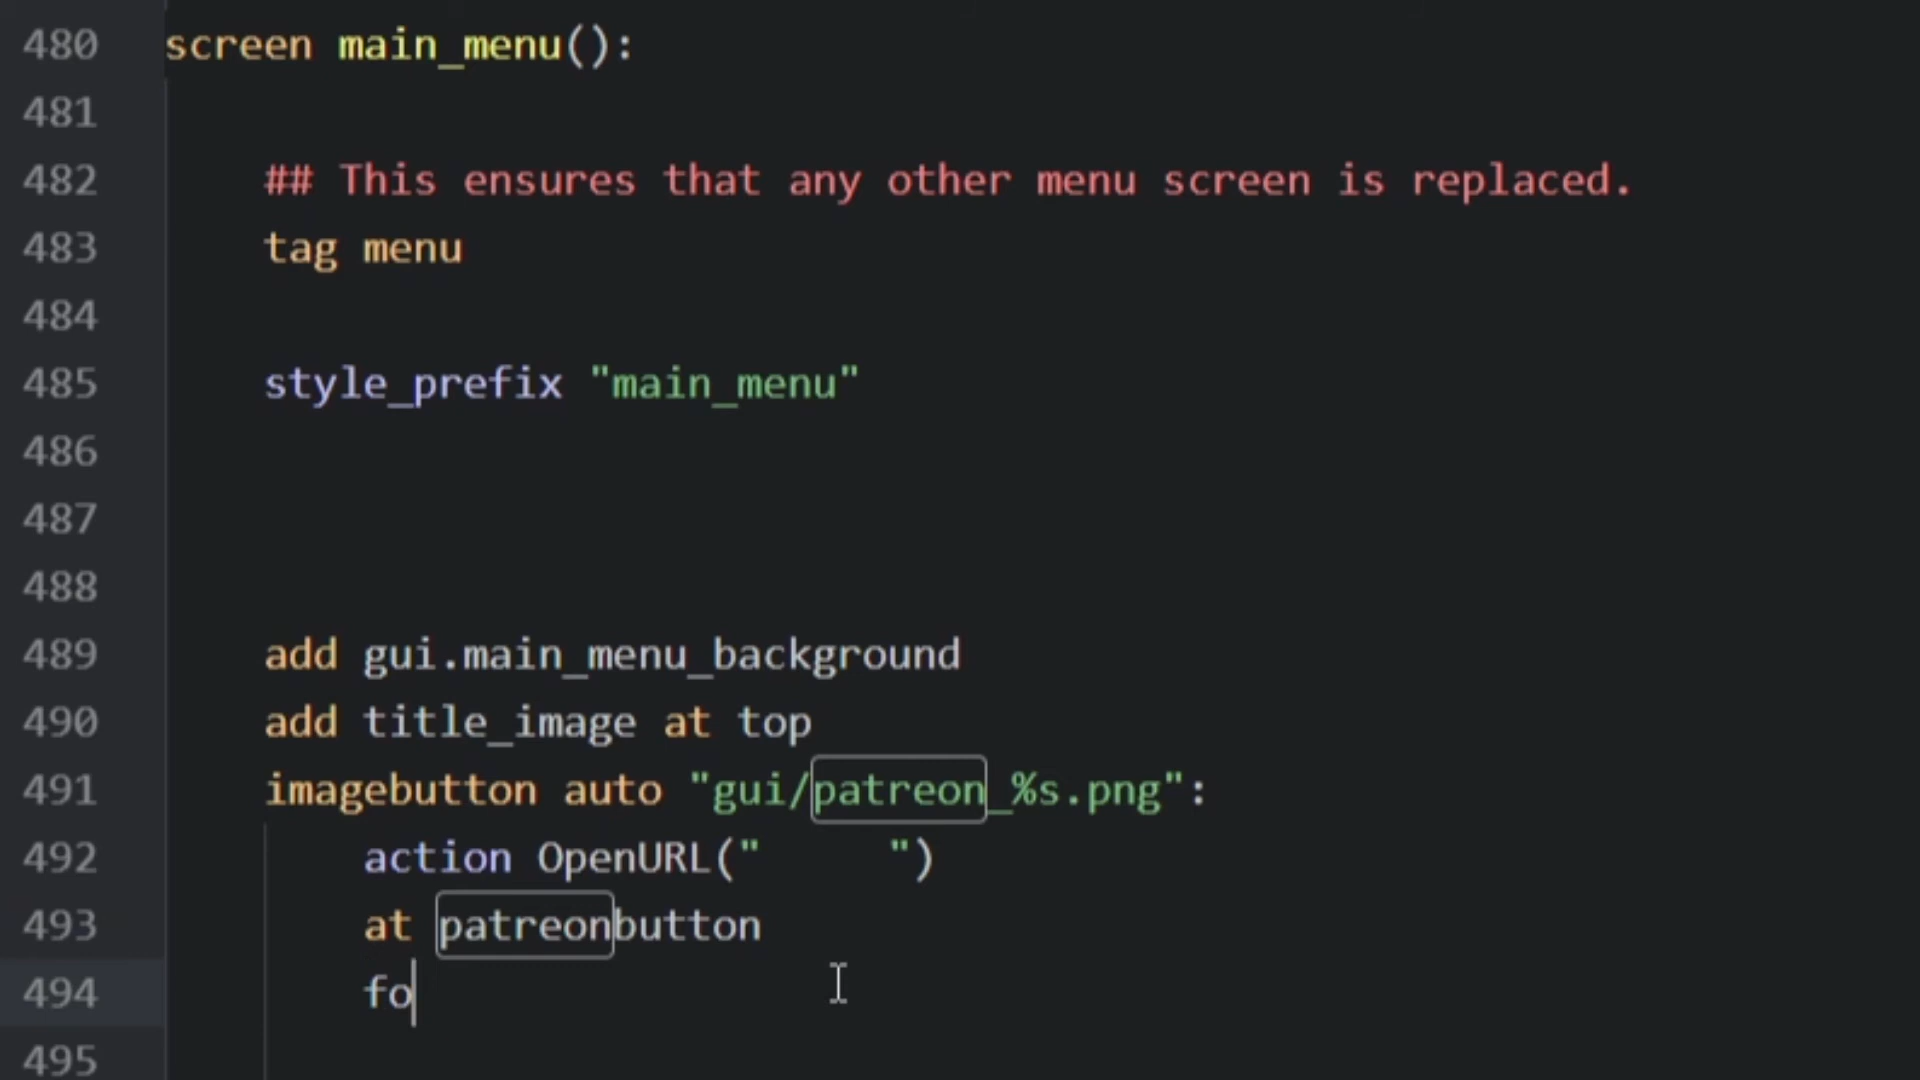 480 screen main_menu():
481
482 ## This ensures that any other menu screen is replaced.
483 tag menu
484
485 style_prefix "main_menu"
486
487
488
489 add gui.main_menu_background
490 add title_image at top
491 imagebutton auto "gui/patreon_%s.png":
492 action OpenURL("     ")
493 at patreonbutton
494 fo
495